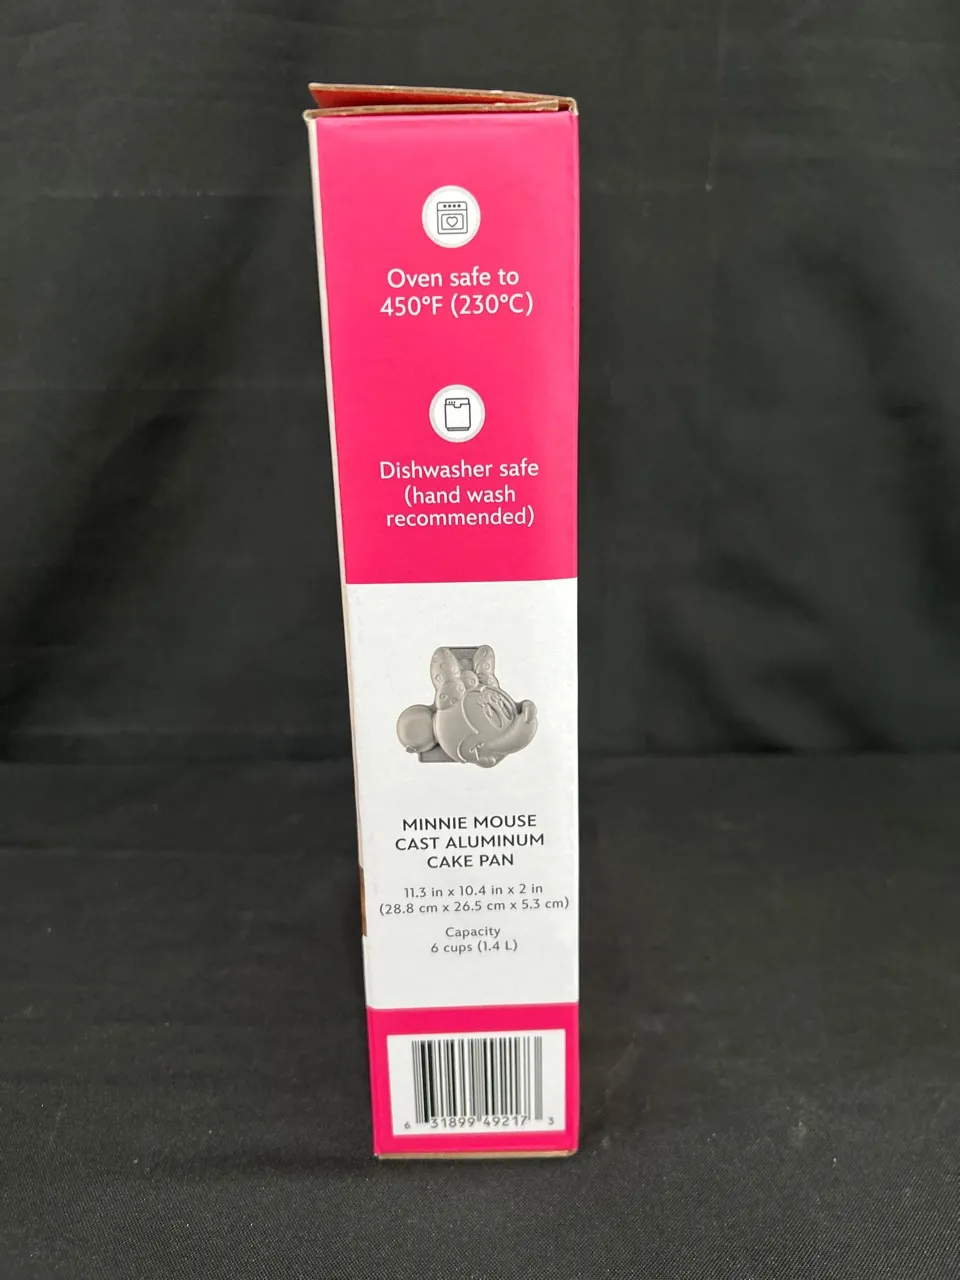 Oven safe to
450°F (230°C)
Dishwasher safe
(hand wash
recommended)
MINNIE MOUSE
CAST ALUMINUM
CAKE PAN
11.3 in x 10.4 in x 2 in
(28.8 cm x 26.5 cm x 5.3 cm)
Capacity
6 cups (1.4 L)
6 31899 49217 3